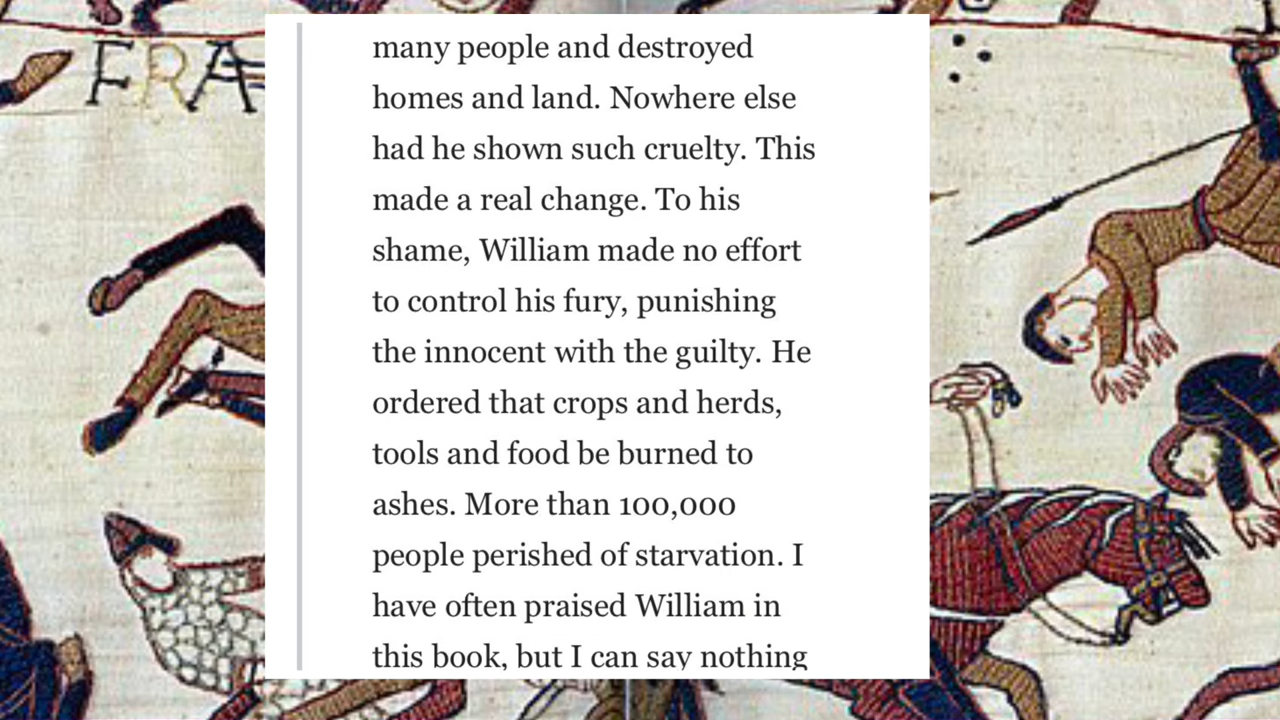 FRA
many people and destroyed
homes and land. Nowhere else
had he shown such cruelty. This
made a real change. To his
shame, William made no effort
to control his fury, punishing
the innocent with the guilty. He
ordered that crops and herds,
tools and food be burned to
ashes. More than 100,000
people perished of starvation. I
have often praised William in
this book, but I can say nothing